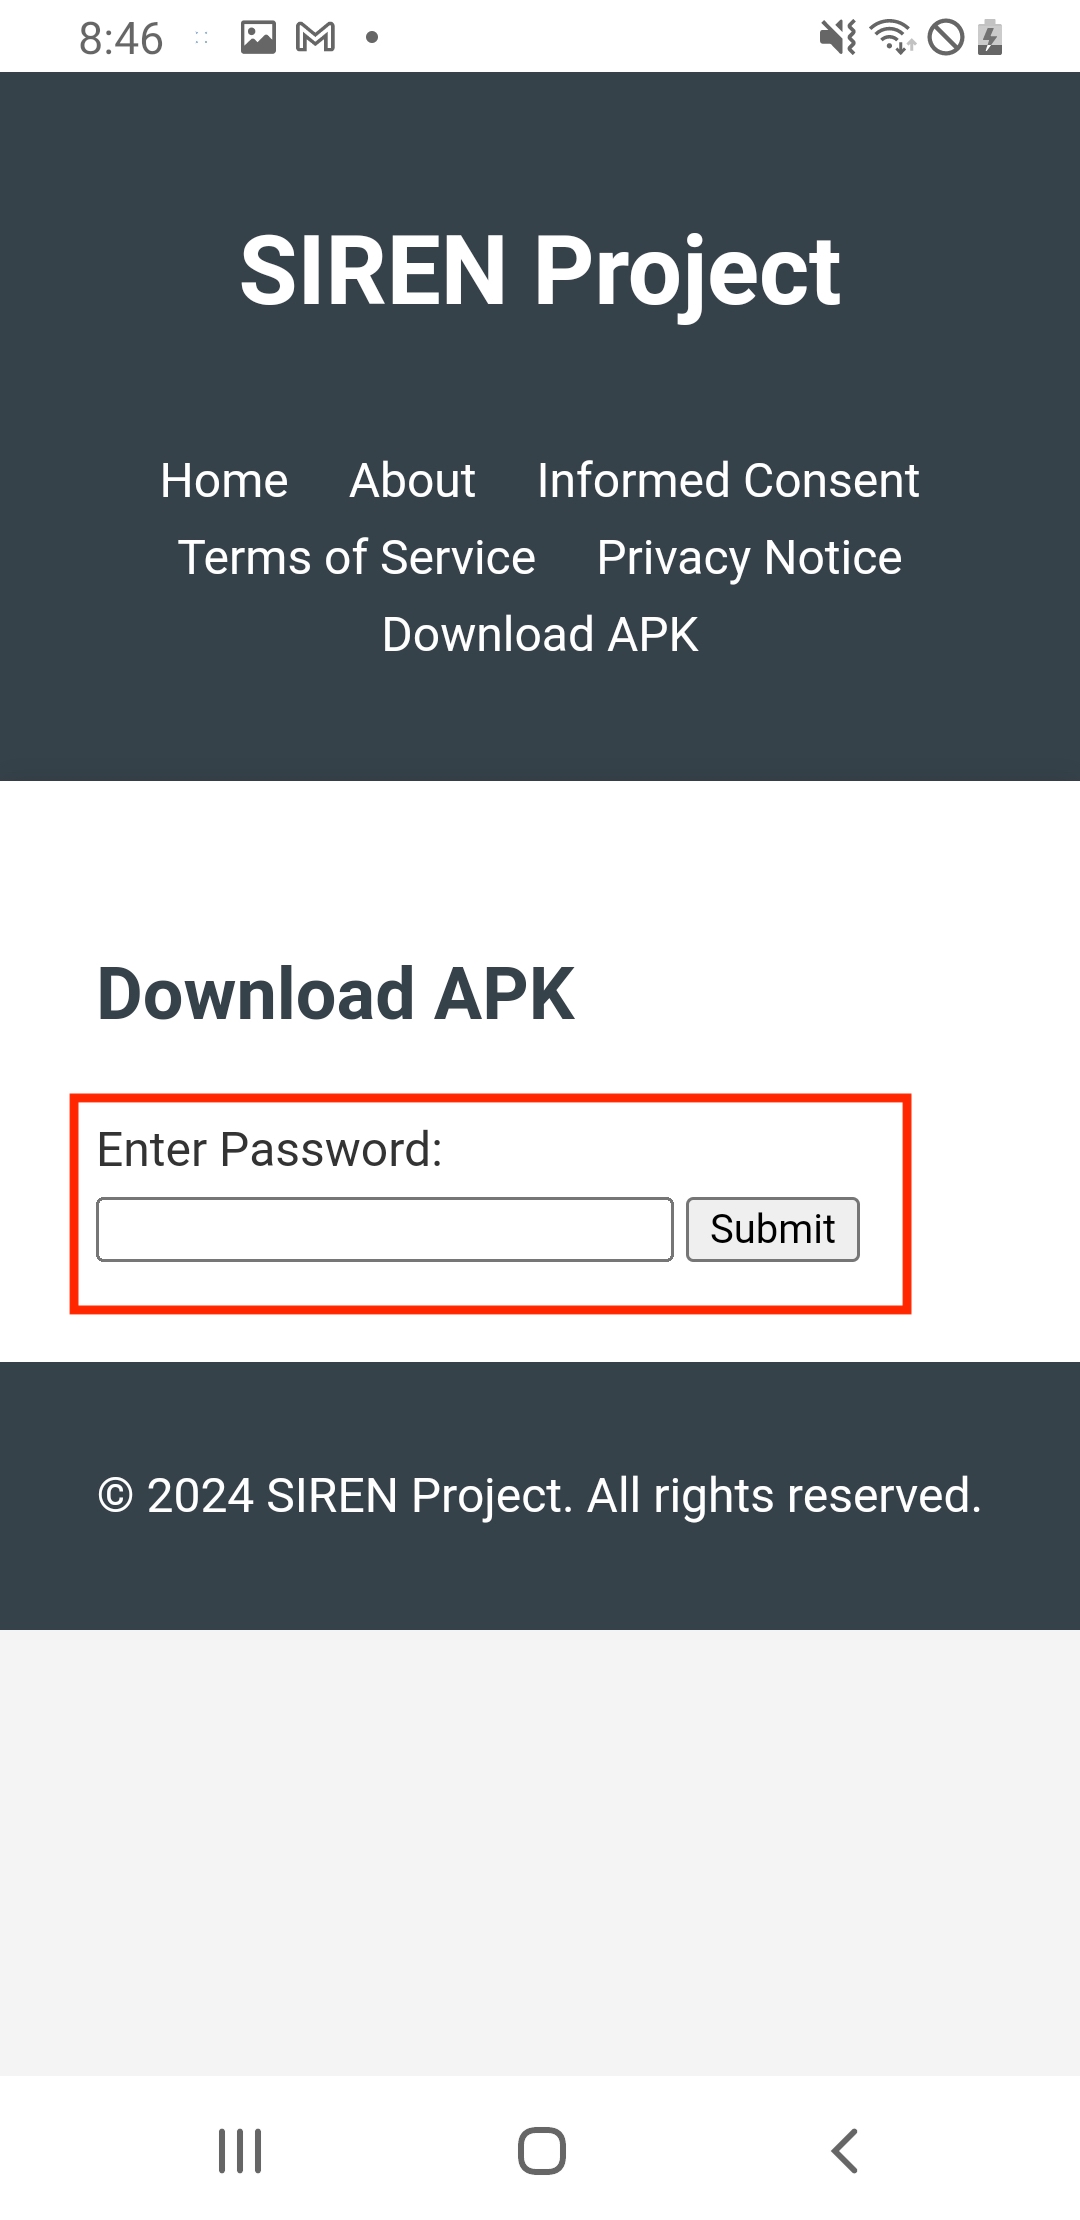 8:46
SIREN Project
Home About Informed Consent
Terms of Service Privacy Notice
Download APK
Download APK
Enter Password:
Submit
© 2024 SIREN Project. All rights reserved.